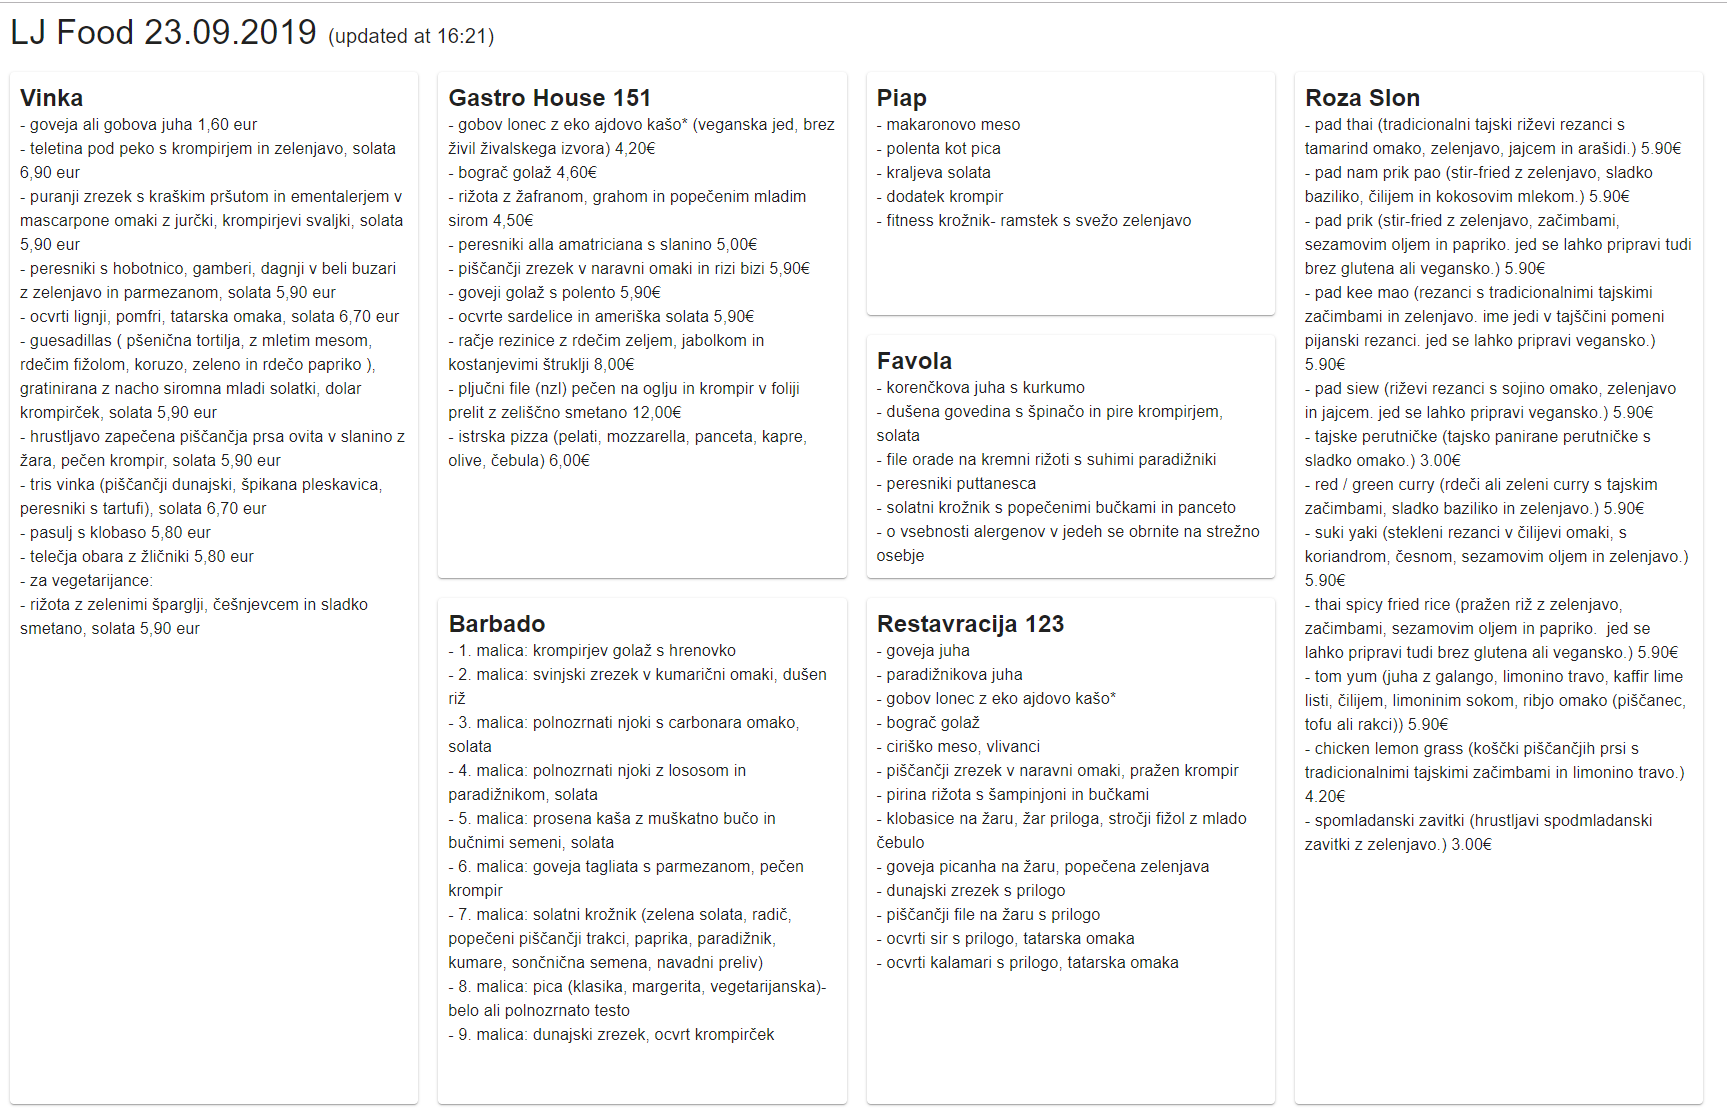 LJ Food 23.09.2019 (updated at 16:21)
Vinka
- goveja ali gobova juha 1,60 eur
- teletina pod peko s krompirjem in zelenjavo, solata
6,90 eur
- puranji zrezek s kraškim pršutom in ementalerjem v
mascarpone omaki z jurčki, krompirjevi svaljki, solata
5,90 eur
- peresniki s hobotnico, gamberi, dagnji v beli buzari
z zelenjavo in parmezanom, solata 5,90 eur
- ocvrti lignji, pomfri, tatarska omaka, solata 6,70 eur
- guesadillas ( pšenična tortilja, z mletim mesom,
rdečim fižolom, koruzo, zeleno in rdečo papriko ),
gratinirana z nacho siromna mladi solatki, dolar
krompirček, solata 5,90 eur
- hrustljavo zapečena piščančja prsa ovita v slanino z
žara, pečen krompir, solata 5,90 eur
- tris vinka (piščančji dunajski, špikana pleskavica,
peresniki s tartufi), solata 6,70 eur
- pasulj s klobaso 5,80 eur
- telečja obara z žličniki 5,80 eur
- za vegetarijance:
- rižota z zelenimi šparglji, češnjevcem in sladko
smetano, solata 5,90 eur
Gastro House 151
- gobov lonec z eko ajdovo kašo* (veganska jed, brez
živil živalskega izvora) 4,20€
- bograč golaž 4,60€
- rižota z žafranom, grahom in popečenim mladim
sirom 4,50€
- peresniki alla amatriciana s slanino 5,00€
- piščančji zrezek v naravni omaki in rizi bizi 5,90€
- goveji golaž s polento 5,90€
- ocvrte sardelice in ameriška solata 5,90€
- račje rezinice z rdečim zeljem, jabolkom in
kostanjevimi štruklji 8,00€
- pljučni file (nzl) pečen na oglju in krompir v foliji
prelit z zeliščno smetano 12,00€
- istrska pizza (pelati, mozzarella, panceta, kapre,
olive, čebula) 6,00€
Barbado
- 1. malica: krompirjev golaž s hrenovko
- 2. malica: svinjski zrezek v kumarični omaki, dušen
riž
- 3. malica: polnozrnati njoki s carbonara omako,
solata
- 4. malica: polnozrnati njoki z lososom in
paradižnikom, solata
- 5. malica: prosena kaša z muškatno bučo in
bučnimi semeni, solata
- 6. malica: goveja tagliata s parmezanom, pečen
krompir
- 7. malica: solatni krožnik (zelena solata, radič,
popečeni piščančji trakci, paprika, paradižnik,
kumare, sončnična semena, navadni preliv)
- 8. malica: pica (klasika, margerita, vegetarijanska)-
belo ali polnozrnato testo
- 9. malica: dunajski zrezek, ocvrt krompirček
Piap
- makaronovo meso
- polenta kot pica
- kraljeva solata
- dodatek krompir
- fitness krožnik- ramstek s svežo zelenjavo
Favola
- korenčkova juha s kurkumo
- dušena govedina s špinačo in pire krompirjem,
solata
- file orade na kremni rižoti s suhimi paradižniki
- peresniki puttanesca
- solatni krožnik s popečenimi bučkami in panceto
- o vsebnosti alergenov v jedeh se obrnite na strežno
osebje
Restavracija 123
- goveja juha
- paradižnikova juha
- gobov lonec z eko ajdovo kašo*
- bograč golaž
- ciriško meso, vlivanci
- piščančji zrezek v naravni omaki, pražen krompir
- pirina rižota s šampinjoni in bučkami
- klobasice na žaru, žar priloga, stročji fižol z mlado
čebulo
- goveja picanha na žaru, popečena zelenjava
- dunajski zrezek s prilogo
- piščančji file na žaru s prilogo
- ocvrti sir s prilogo, tatarska omaka
- ocvrti kalamari s prilogo, tatarska omaka
Roza Slon
- pad thai (tradicionalni tajski riževi rezanci s
tamarind omako, zelenjavo, jajcem in arašidi.) 5.90€
- pad nam prik pao (stir-fried z zelenjavo, sladko
baziliko, čilijem in kokosovim mlekom.) 5.90€
- pad prik (stir-fried z zelenjavo, začimbami,
sezamovim oljem in papriko. jed se lahko pripravi tudi
brez glutena ali vegansko.) 5.90€
- pad kee mao (rezanci s tradicionalnimi tajskimi
začimbami in zelenjavo. ime jedi v tajščini pomeni
pijanski rezanci. jed se lahko pripravi vegansko.)
5.90€
- pad siew (riževi rezanci s sojino omako, zelenjavo
in jajcem. jed se lahko pripravi vegansko.) 5.90€
- tajske perutničke (tajsko panirane perutničke s
sladko omako.) 3.00€
- red / green curry (rdeči ali zeleni curry s tajskim
začimbami, sladko baziliko in zelenjavo.) 5.90€
- suki yaki (stekleni rezanci v čilijevi omaki, s
koriandrom, česnom, sezamovim oljem in zelenjavo.)
5.90€
- thai spicy fried rice (pražen riž z zelenjavo,
začimbami, sezamovim oljem in papriko.  jed se
lahko pripravi tudi brez glutena ali vegansko.) 5.90€
- tom yum (juha z galango, limonino travo, kaffir lime
listi, čilijem, limoninim sokom, ribjo omako (piščanec,
tofu ali rakci)) 5.90€
- chicken lemon grass (koščki piščančjih prsi s
tradicionalnimi tajskimi začimbami in limonino travo.)
4.20€
- spomladanski zavitki (hrustljavi spodmladanski
zavitki z zelenjavo.) 3.00€